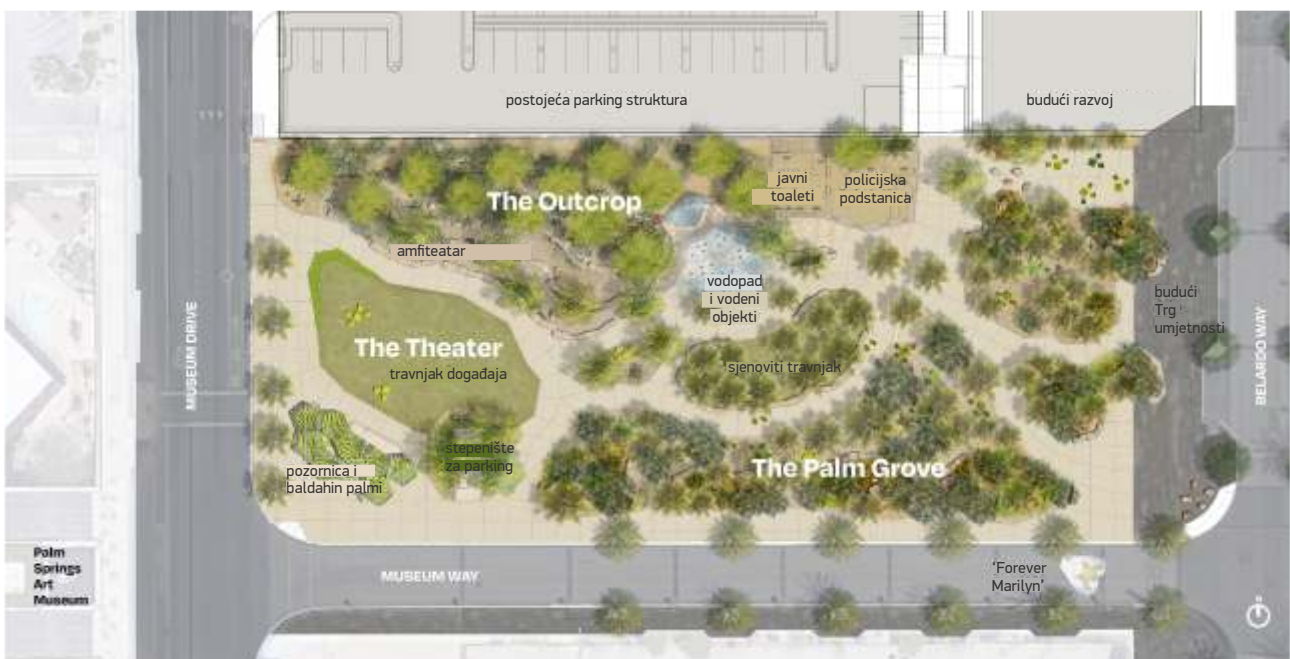 postojeća parking struktura
budući razvoj
javni
toaleti
policijska
podstanica
The Outcrop
amfiteatar
vodopad
i vodeni
objekti
budući
Trg
umjetnosti
MUSEUM DRIVE
The Theater
travnjak događaja
sjenoviti travnjak
BELARDO WAY
stepenište
za parking
pozornica i
baldahin palmi
The Palm Grove
Palm
Springs
Art
Museum
MUSEUM WAY
'Forever
Marilyn'